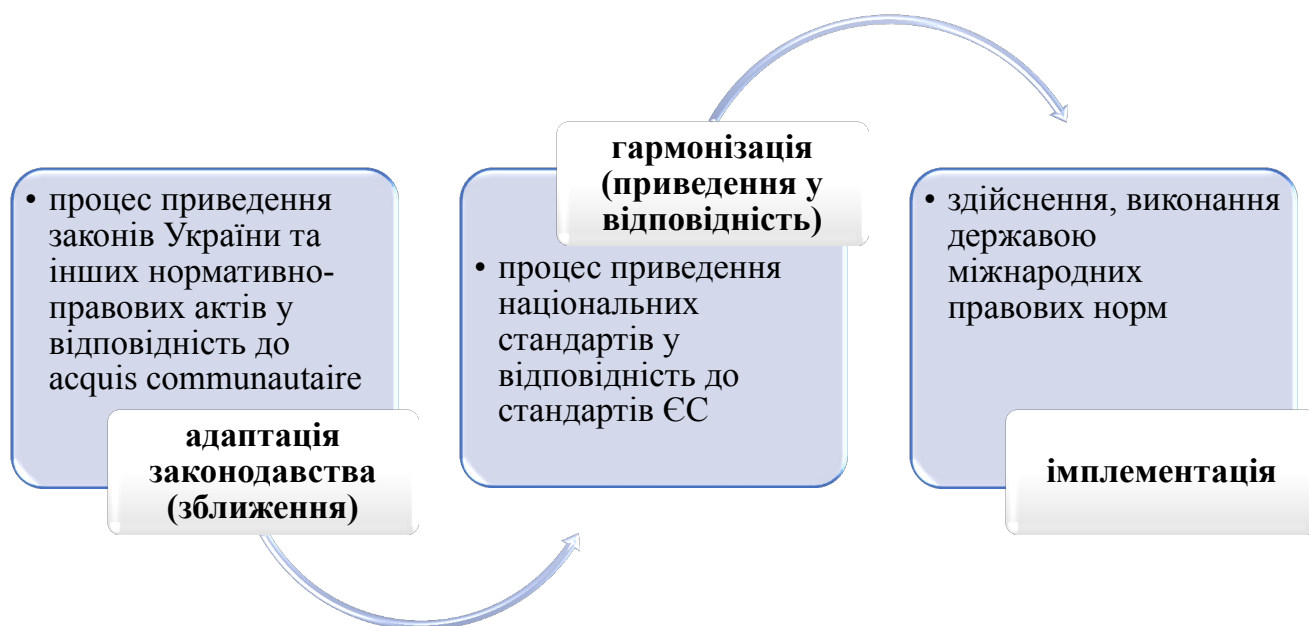 • процес приведення
законів України та
інших нормативно-
правових актів у
відповідність до
acquis communautaire
адаптація
законодавства
(зближення)
гармонізація
(приведення у
відповідність)
• процес приведення
національних
стандартів у
відповідність до
стандартів ЄС
• здійснення, виконання
державою
міжнародних
правових норм
імплементація